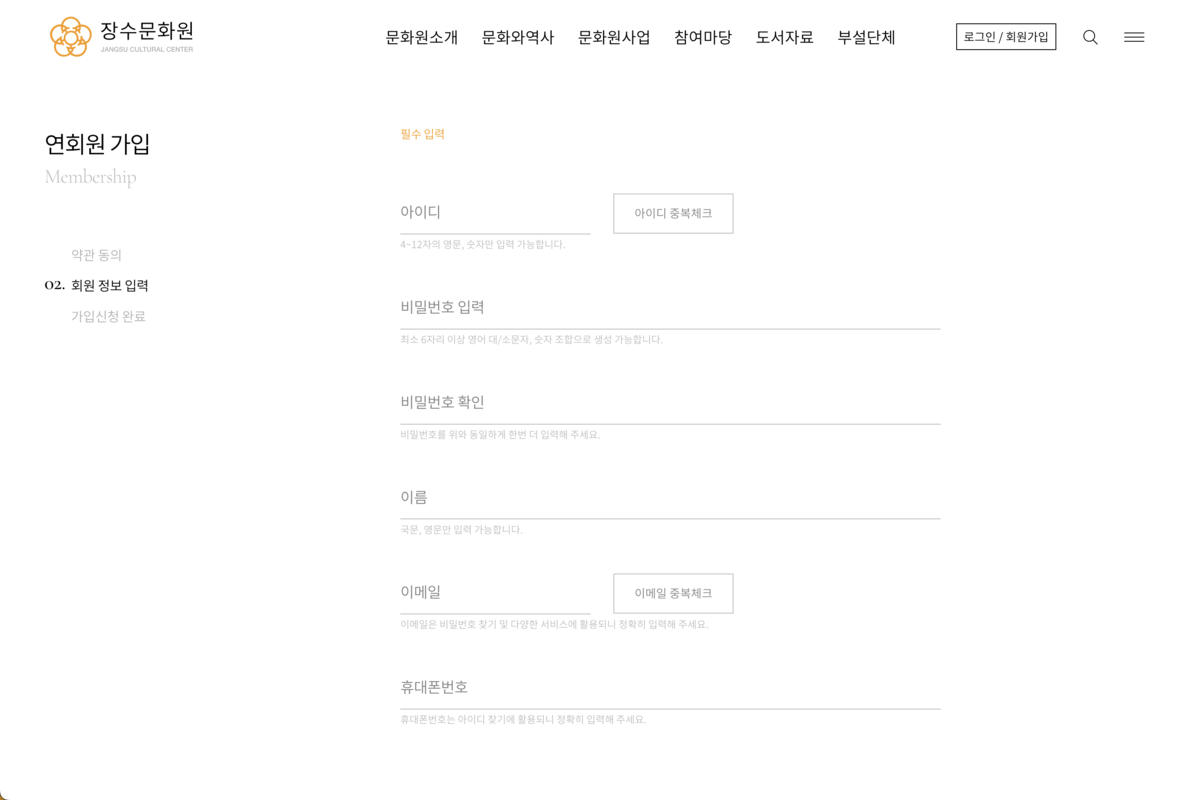 장수문화원
JANGSU CULTURAL CENTER
문화원소개 문화와역사 문화원사업 참여마당 도서자료 부설단체
로그인 / 회원가입
연회원 가입
Membership
약관 동의
02. 회원 정보 입력
가입신청 완료
필수 입력
아이디
아이디 중복체크
4~12자의 영문, 숫자만 입력 가능합니다.
비밀번호 입력
최소 6자리 이상 영어 대/소문자, 숫자 조합으로 생성 가능합니다.
비밀번호 확인
비밀번호를 위와 동일하게 한번 더 입력해 주세요.
이름
국문, 영문만 입력 가능합니다.
이메일
이메일 중복체크
이메일은 비밀번호 찾기 및 다양한 서비스에 활용되니 정확히 입력해 주세요.
휴대폰번호
휴대폰번호는 아이디 찾기에 활용되니 정확히 입력해 주세요.